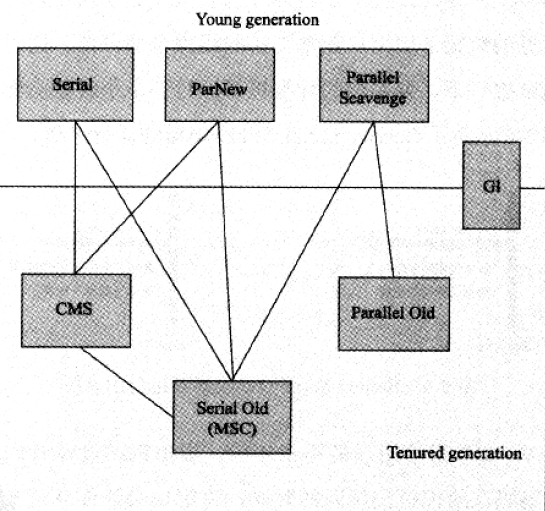 Young generation
Serial
ParNew
Parallel
Scavenge
G1
CMS
Parallel Old
Serial Old
(MSC)
Tenured generation